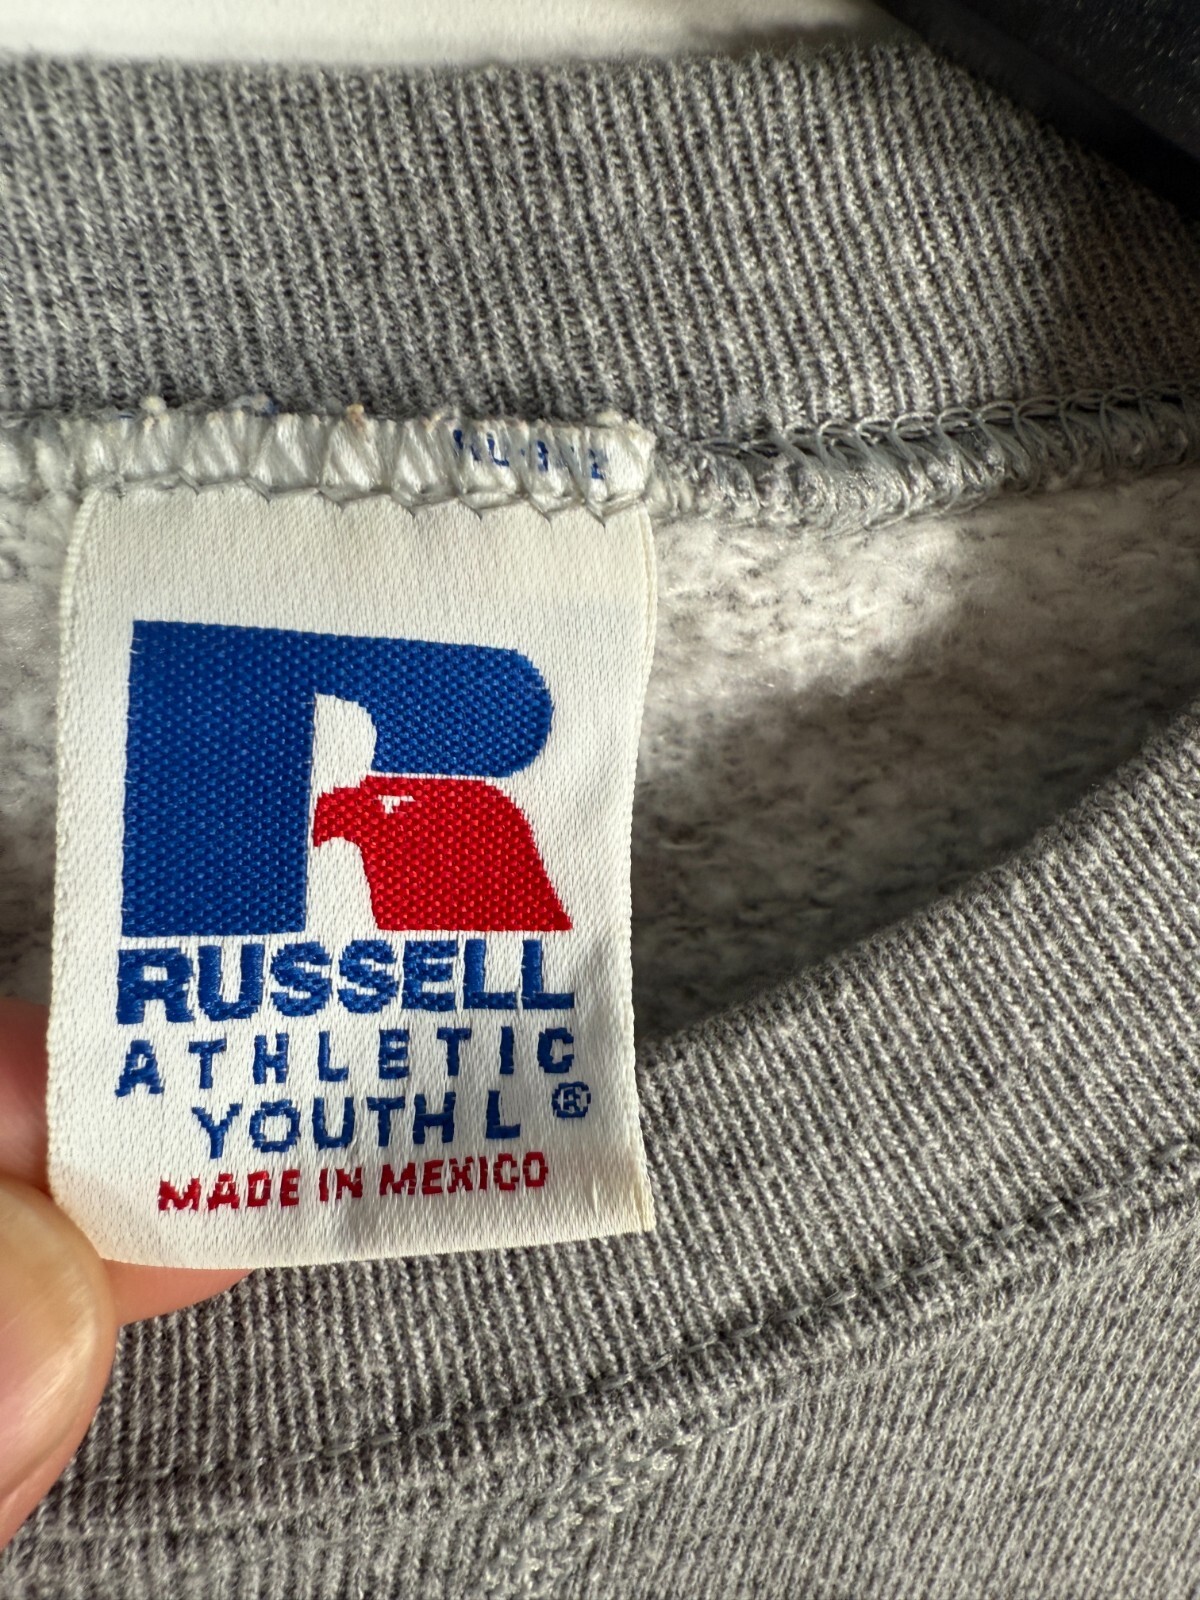 RUSSELL
ATHLETIC
YOUTH L ®
MADE IN MEXICO